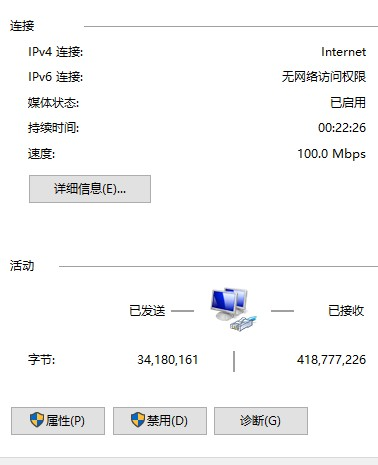 连接
IPv4 连接: Internet
IPv6 连接: 无网络访问权限
媒体状态: 已启用
持续时间: 00:22:26
速度: 100.0 Mbps
详细信息(E)...
活动
已发送 已接收
字节: 34,180,161 418,777,226
属性(P) 禁用(D) 诊断(G)